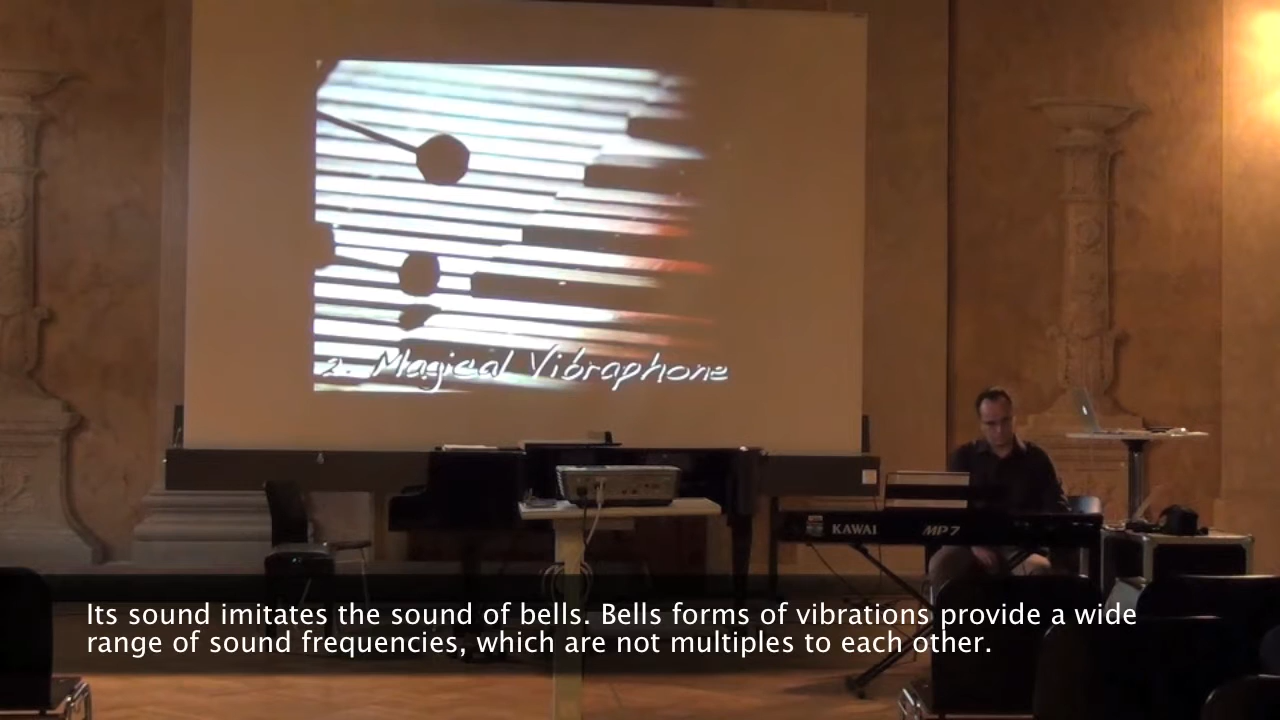 2. Magical Vibraphone
KAWAI MP7
Its sound imitates the sound of bells. Bells forms of vibrations provide a wide
range of sound frequencies, which are not multiples to each other.